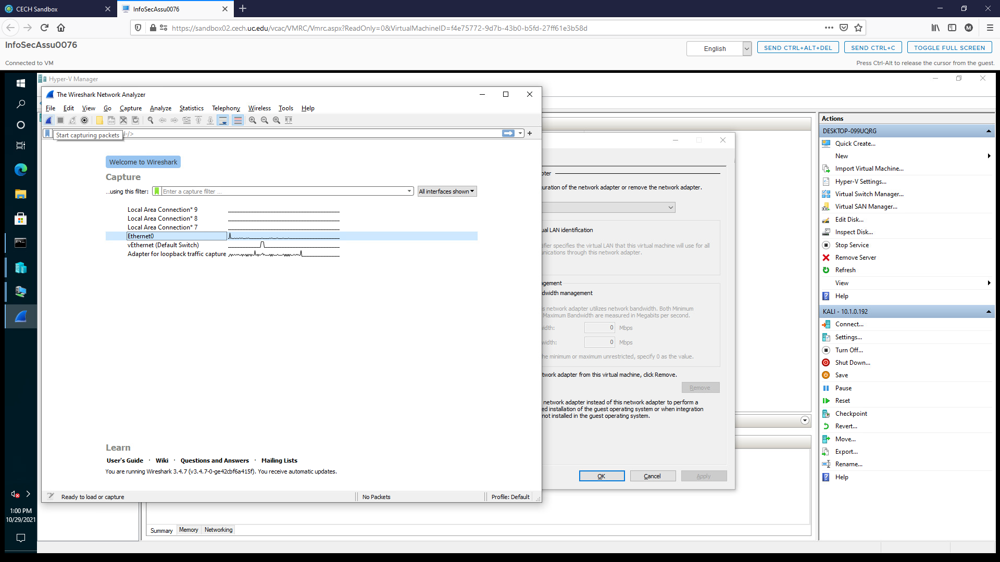 CECH Sandbox
InfoSecAssu0076
https://sandbox02.cech.uc.edu/vcac/VMRC/Vmrc.aspx?ReadOnly=0&VirtualMachineID=f4e75772-9d7b-43b0-b5fd-27ff61e3b58d
M
InfoSecAssu0076
English
SEND CTRL+ALT+DEL
SEND CTRL+C
TOGGLE FULL SCREEN
Connected to VM
Press Ctrl-Alt to release the cursor from the guest.
Hyper-V Manager
The Wireshark Network Analyzer
File Edit View Go Capture Analyze Statistics Telephony Wireless Tools Help
Start capturing packets
-/>
Welcome to Wireshark
Capture
...using this filter:
Enter a capture filter ...
All interfaces shown
Local Area Connection* 9
Local Area Connection* 8
Local Area Connection* 7
Ethernet0
vEthernet (Default Switch)
Adapter for loopback traffic capture
Learn
User's Guide · Wiki · Questions and Answers · Mailing Lists
You are running Wireshark 3.4.7 (v3.4.7-0-ge42cbf6a415f). You receive automatic updates.
Ready to load or capture
No Packets
Profile: Default
pter
uration of the network adapter or remove the network adapter.
ual LAN identification
ifier specifies the virtual LAN that this virtual machine will use for all
unications through this network adapter.
agement
dwidth management
s network adapter utilizes network bandwidth. Both Minimum
Maximum Bandwidth are measured in Megabits per second.
width: 0 Mbps
width: 0 Mbps
he minimum or maximum unrestricted, specify 0 as the value.
twork adapter from this virtual machine, click Remove.
Remove
network adapter instead of this network adapter to perform a
ed installation of the guest operating system or when integration
not installed in the guest operating system.
OK
Cancel
Apply
Summary Memory Networking
Actions
DESKTOP-099UQRG
Quick Create...
New
Import Virtual Machine...
Hyper-V Settings...
Virtual Switch Manager...
Virtual SAN Manager...
Edit Disk...
Inspect Disk...
Stop Service
Remove Server
Refresh
View
Help
KALI - 10.1.0.192
Connect...
Settings...
Turn Off...
Shut Down...
Save
Pause
Reset
Checkpoint
Revert...
Move...
Export...
Rename...
Help
1:00 PM
10/29/2021